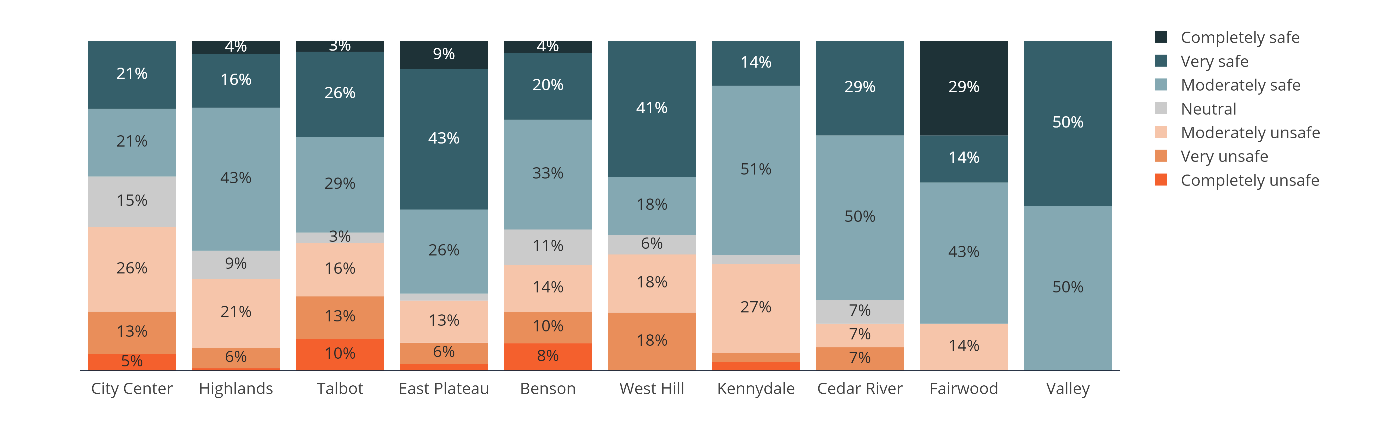 21%
21%
15%
26%
13%
5%
4%
16%
43%
9%
21%
6%
3%
26%
29%
3%
16%
13%
10%
9%
43%
26%
13%
6%
4%
20%
33%
11%
14%
10%
8%
41%
18%
6%
18%
18%
14%
51%
27%
29%
50%
7%
7%
7%
29%
14%
43%
14%
50%
50%
City Center
Highlands
Talbot
East Plateau
Benson
West Hill
Kennydale
Cedar River
Fairwood
Valley
Completely safe
Very safe
Moderately safe
Neutral
Moderately unsafe
Very unsafe
Completely unsafe